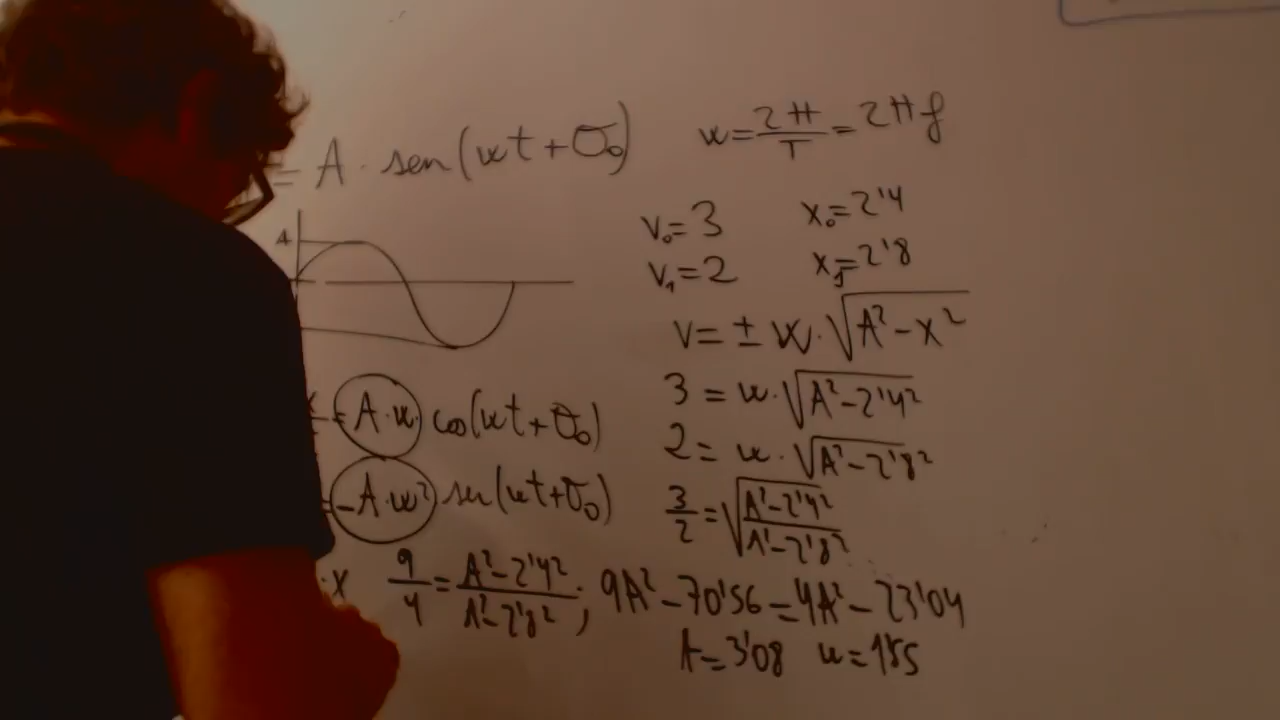 = A · sen(wt + θ₀)
w = 2π/T = 2πf
V₀ = 3 x₀ = 2'4
V₁ = 2 x₁ = 2'8
A
V = ± w · √(A² - x²)
3 = w · √(A² - 2'4²)
2 = w · √(A² - 2'8²)
= A·w cos(wt + θ₀)
= -A·w² sen(wt + θ₀)
3/2 = √((A² - 2'4²)/(A² - 2'8²))
· x
9/4 = (A² - 2'4²)/(A² - 2'8²) ; 9A² - 70'56 = 4A² - 23'04
A = 3'08 w = 1'55